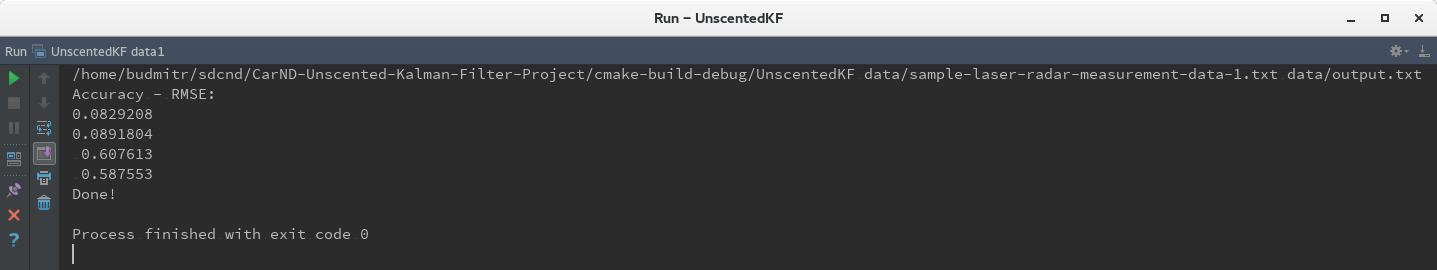 Run – UnscentedKF
Run UnscentedKF data1
/home/budmitr/sdcnd/CarND-Unscented-Kalman-Filter-Project/cmake-build-debug/UnscentedKF data/sample-laser-radar-measurement-data-1.txt data/output.txt
Accuracy - RMSE:
0.0829208
0.0891804
0.607613
0.587553
Done!
Process finished with exit code 0